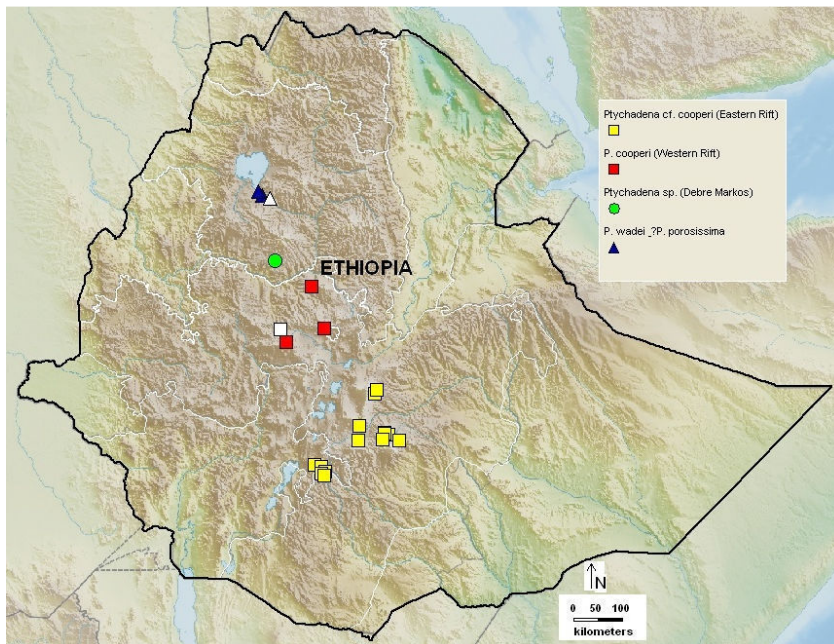 Ptychadena cf. cooperi (Eastern Rift)
P. cooperi (Western Rift)
Ptychadena sp. (Debre Markos)
P. wadei _?P. porosissima
ETHIOPIA
N
0 50 100
kilometers